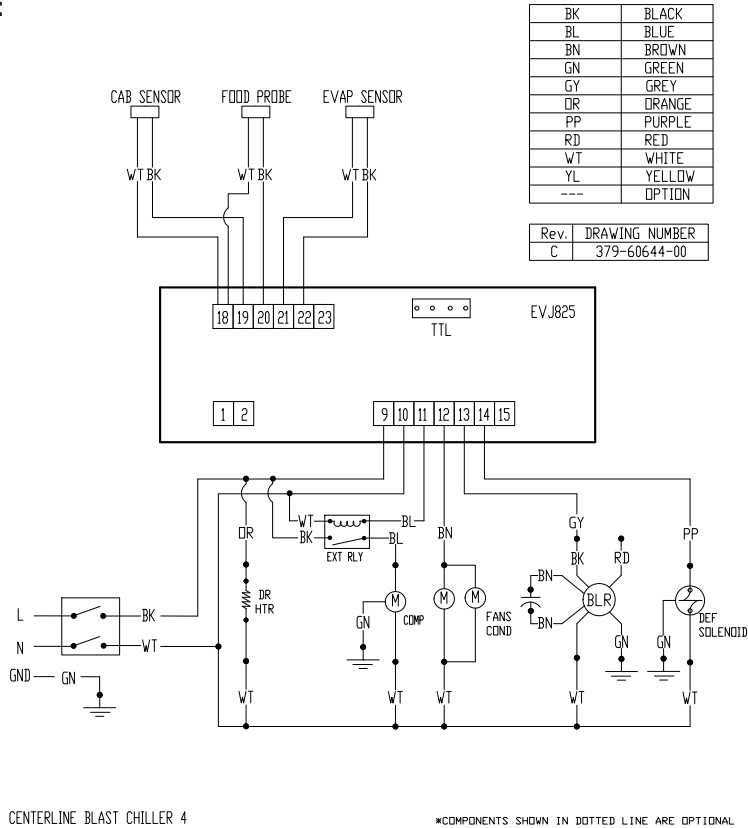 :
BK BLACK
BL BLUE
BN BROWN
GN GREEN
GY GREY
OR ORANGE
PP PURPLE
RD RED
WT WHITE
YL YELLOW
--- OPTION
Rev. DRAWING NUMBER
C 379-60644-00
CAB SENSOR FOOD PROBE EVAP SENSOR
WT BK WT BK WT BK
18 19 20 21 22 23
TTL
EVJ825
1 2 9 10 11 12 13 14 15
OR
WT
BK
BL
BL
EXT RLY
BN
GY
PP
BK
RD
BN
BN
BLR
DR
HTR
M
COMP
GN
M M
FANS
COND
GN
GN
DEF
SOLENOID
L BK
N WT
GND GN
WT WT WT WT WT
CENTERLINE BLAST CHILLER 4
*COMPONENTS SHOWN IN DOTTED LINE ARE OPTIONAL